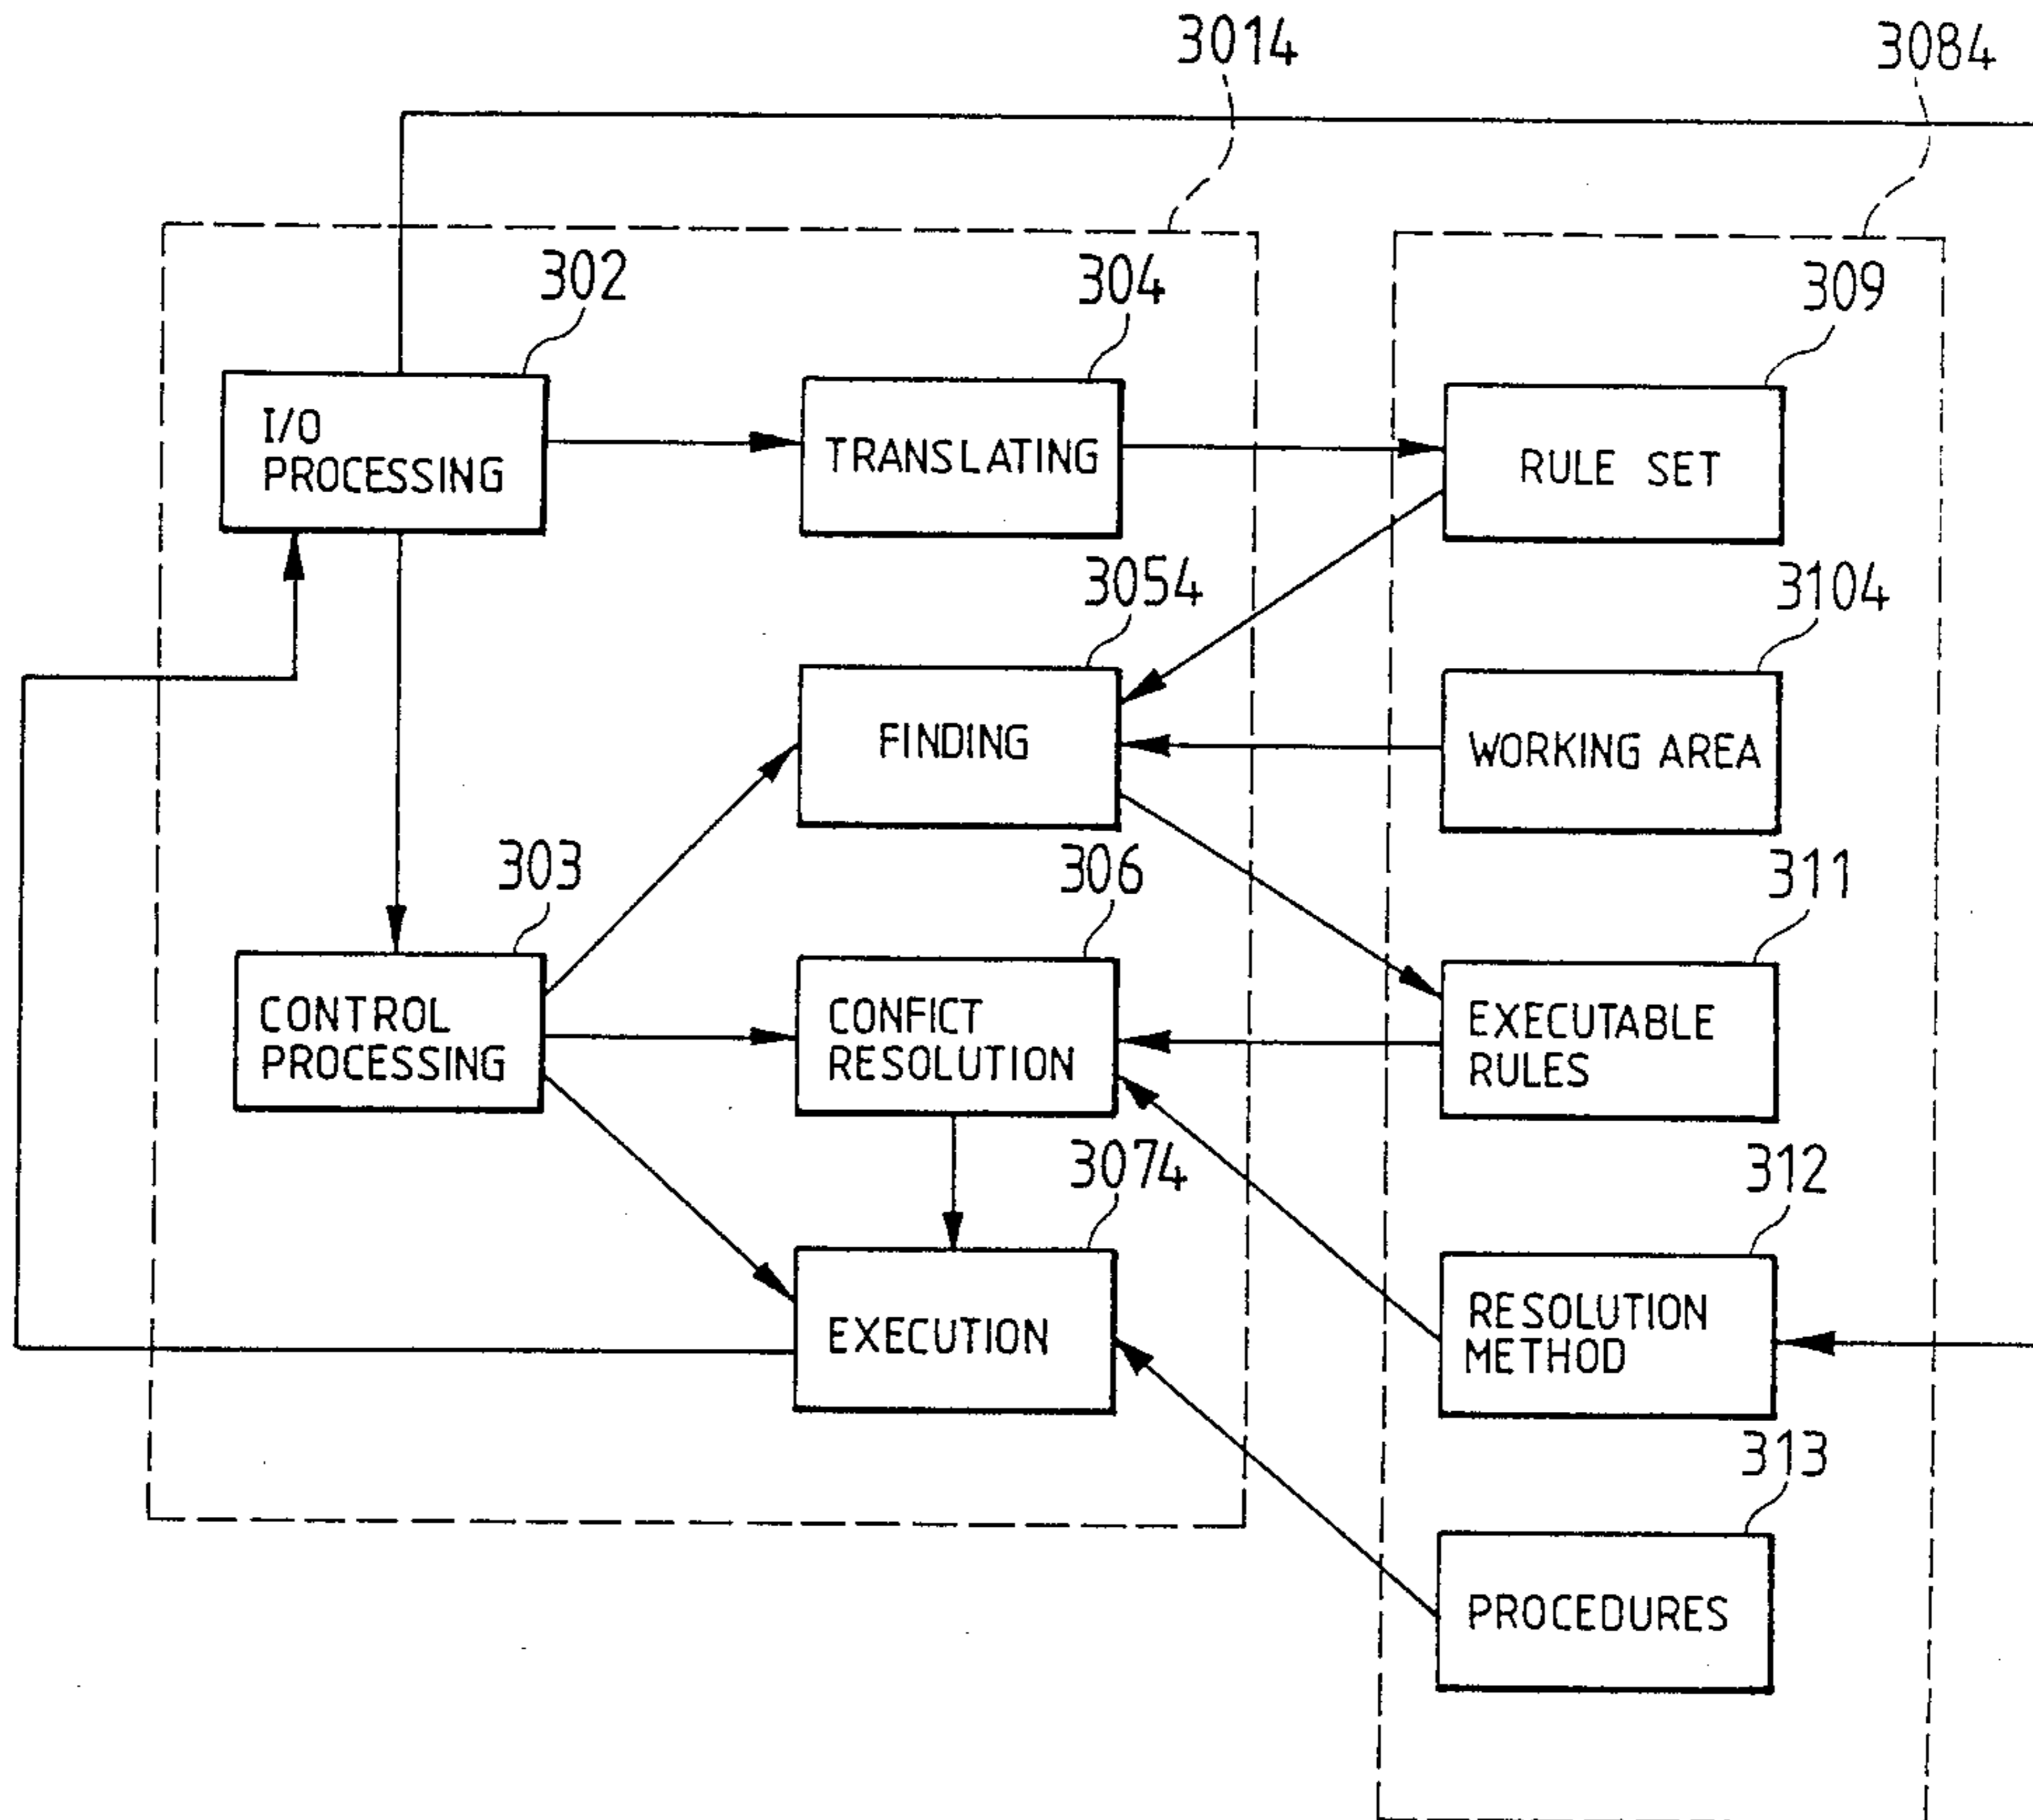 3014
3084
302
304
309
I/O
PROCESSING
TRANSLATING
RULE SET
3054
3104
FINDING
WORKING AREA
303
306
311
CONTROL
PROCESSING
CONFICT
RESOLUTION
EXECUTABLE
RULES
3074
312
EXECUTION
RESOLUTION
METHOD
313
PROCEDURES